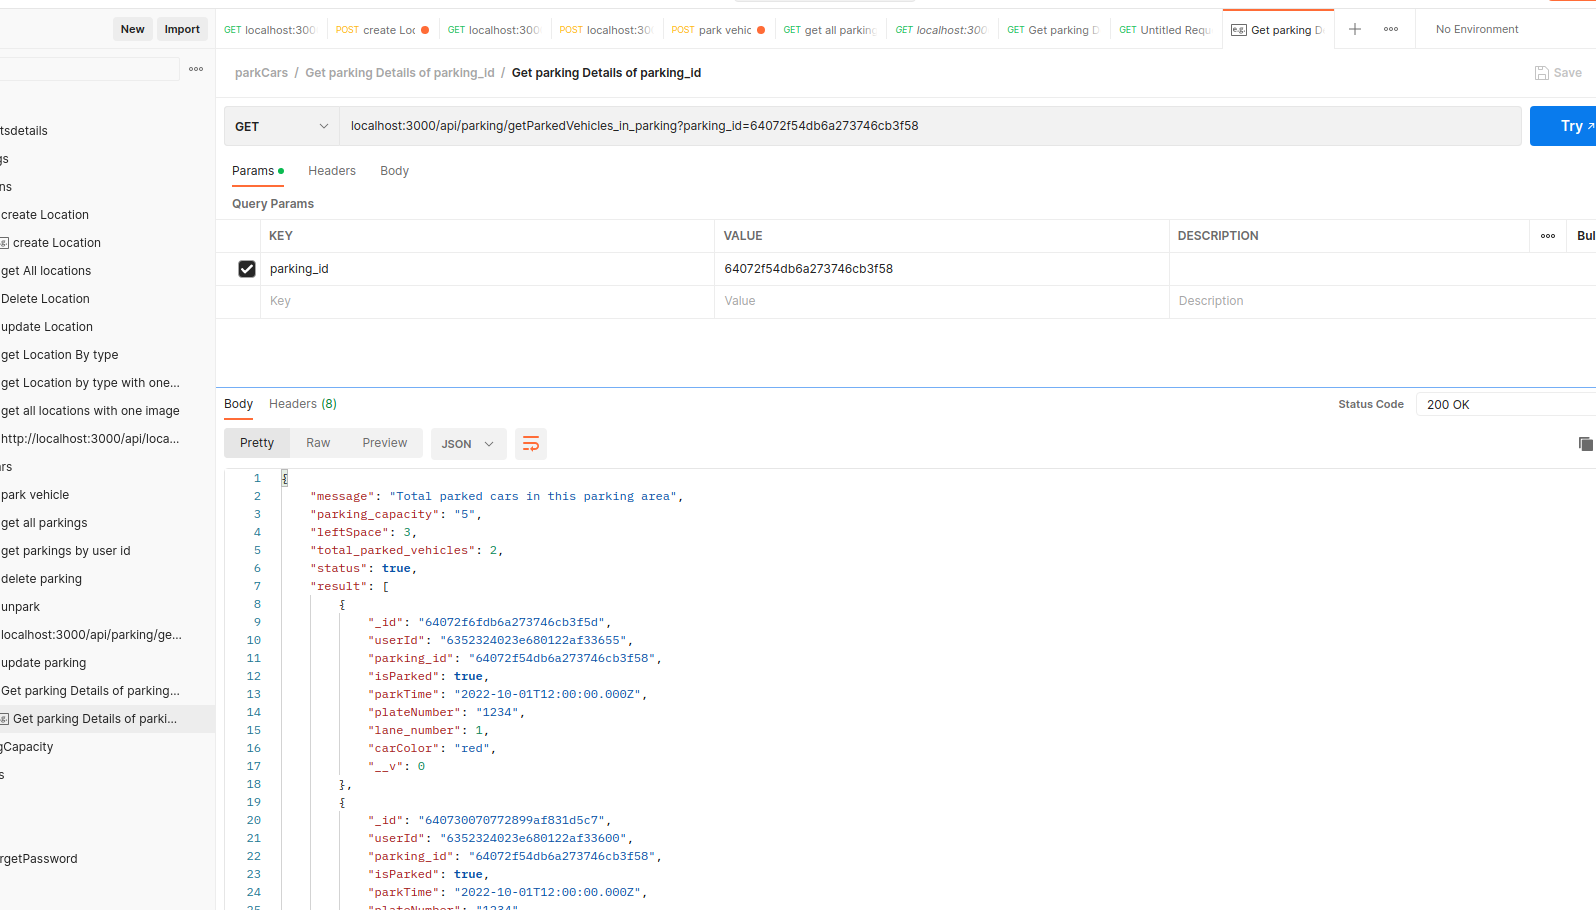 New Import GET localhost:300 POST create Loc GET localhost:300 POST localhost:30 POST park vehic GET get all parking GET localhost:300 GET Get parking D GET Untitled Requ e.g. Get parking D No Environment
parkCars / Get parking Details of parking_id / Get parking Details of parking_id Save
GET localhost:3000/api/parking/getParkedVehicles_in_parking?parking_id=64072f54db6a273746cb3f58 Try
Params Headers Body
Query Params
KEY VALUE DESCRIPTION Bul
parking_id 64072f54db6a273746cb3f58
Key Value Description
tsdetails
gs
ns
create Location
create Location
get All locations
Delete Location
update Location
get Location By type
get Location by type with one...
get all locations with one image
http://localhost:3000/api/loca...
ars
park vehicle
get all parkings
get parkings by user id
delete parking
unpark
localhost:3000/api/parking/ge...
update parking
Get parking Details of parking...
Get parking Details of parki...
gCapacity
s
rgetPassword
Body Headers (8) Status Code 200 OK
Pretty Raw Preview JSON
1 {
2 "message": "Total parked cars in this parking area",
3 "parking_capacity": "5",
4 "leftSpace": 3,
5 "total_parked_vehicles": 2,
6 "status": true,
7 "result": [
8 {
9 "_id": "64072f6fdb6a273746cb3f5d",
10 "userId": "6352324023e680122af33655",
11 "parking_id": "64072f54db6a273746cb3f58",
12 "isParked": true,
13 "parkTime": "2022-10-01T12:00:00.000Z",
14 "plateNumber": "1234",
15 "lane_number": 1,
16 "carColor": "red",
17 "__v": 0
18 },
19 {
20 "_id": "640730070772899af831d5c7",
21 "userId": "6352324023e680122af33600",
22 "parking_id": "64072f54db6a273746cb3f58",
23 "isParked": true,
24 "parkTime": "2022-10-01T12:00:00.000Z",
25 "plateNumber": "1234"